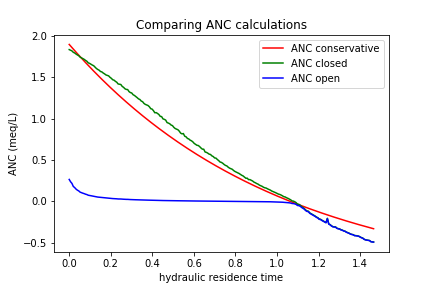 Comparing ANC calculations
ANC conservative
ANC closed
ANC open
ANC (meq/L)
2.0
1.5
1.0
0.5
0.0
−0.5
0.0 0.2 0.4 0.6 0.8 1.0 1.2 1.4
hydraulic residence time